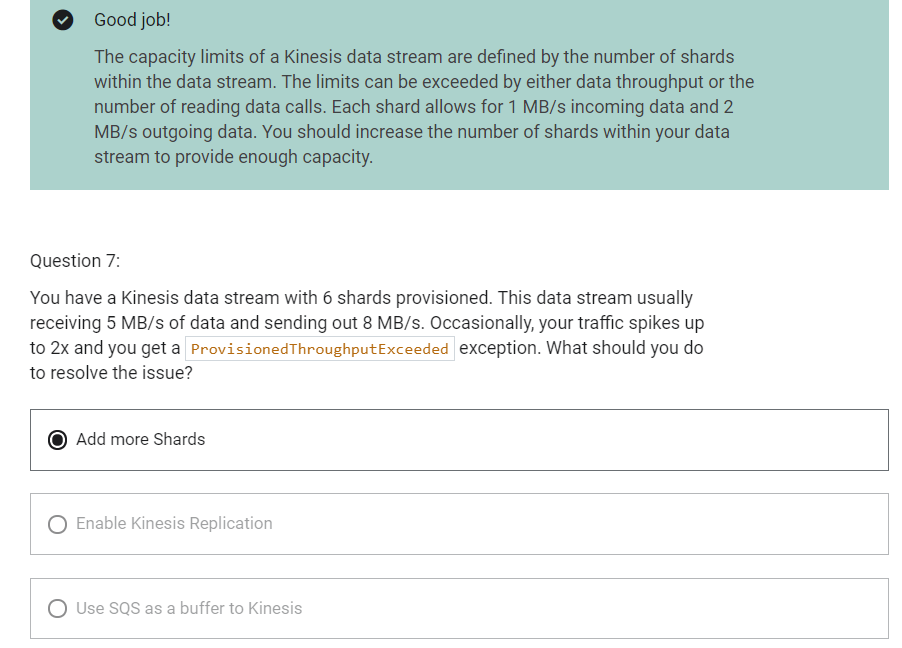 Good job!
The capacity limits of a Kinesis data stream are defined by the number of shards
within the data stream. The limits can be exceeded by either data throughput or the
number of reading data calls. Each shard allows for 1 MB/s incoming data and 2
MB/s outgoing data. You should increase the number of shards within your data
stream to provide enough capacity.
Question 7:
You have a Kinesis data stream with 6 shards provisioned. This data stream usually
receiving 5 MB/s of data and sending out 8 MB/s. Occasionally, your traffic spikes up
to 2x and you get a ProvisionedThroughputExceeded exception. What should you do
to resolve the issue?
Add more Shards
Enable Kinesis Replication
Use SQS as a buffer to Kinesis